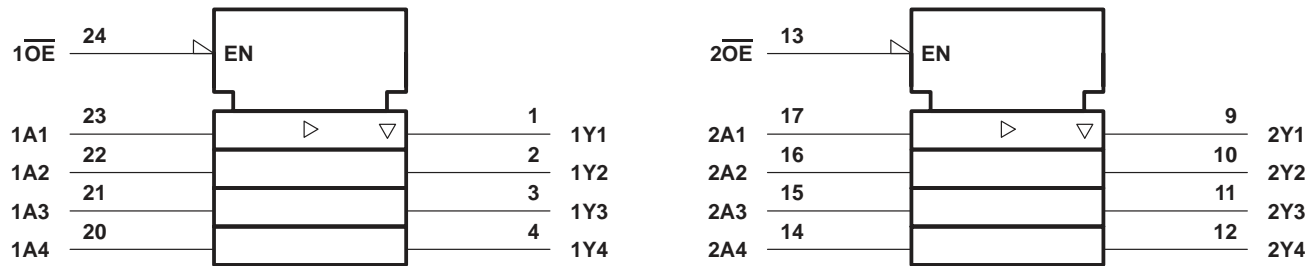 1OE 24 EN
1A1 23 1 1Y1
1A2 22 2 1Y2
1A3 21 3 1Y3
1A4 20 4 1Y4
2OE 13 EN
2A1 17 9 2Y1
2A2 16 10 2Y2
2A3 15 11 2Y3
2A4 14 12 2Y4